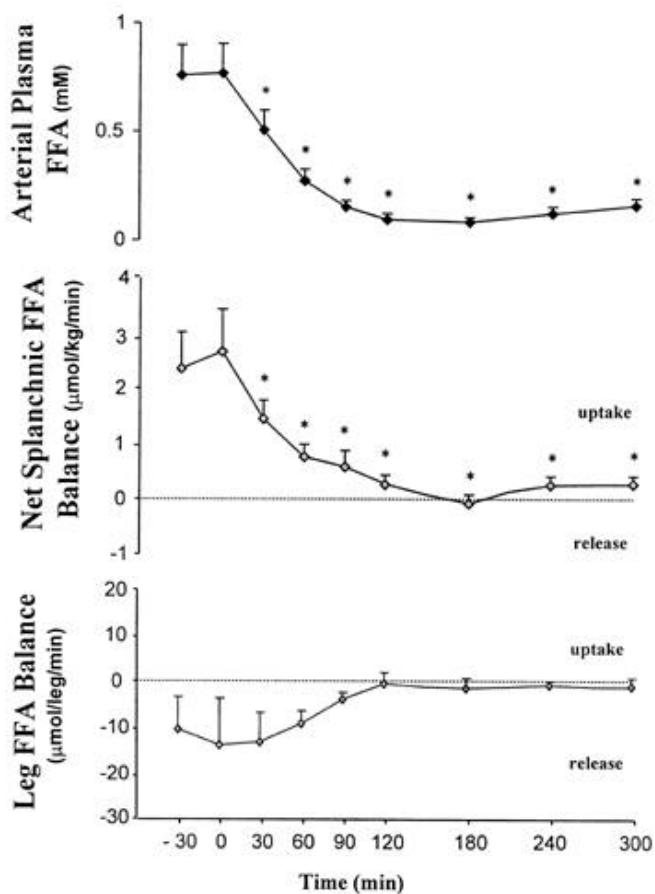 Arterial Plasma
FFA (mM)
1
0.5
0
* * * * * * *
Net Splanchnic FFA
Balance (μmol/kg/min)
4
3
2
1
0
-1
* * * * * * *
uptake
release
Leg FFA Balance
(μmol/leg/min)
20
10
0
-10
-20
-30
uptake
release
-30 0 30 60 90 120 180 240 300
Time (min)